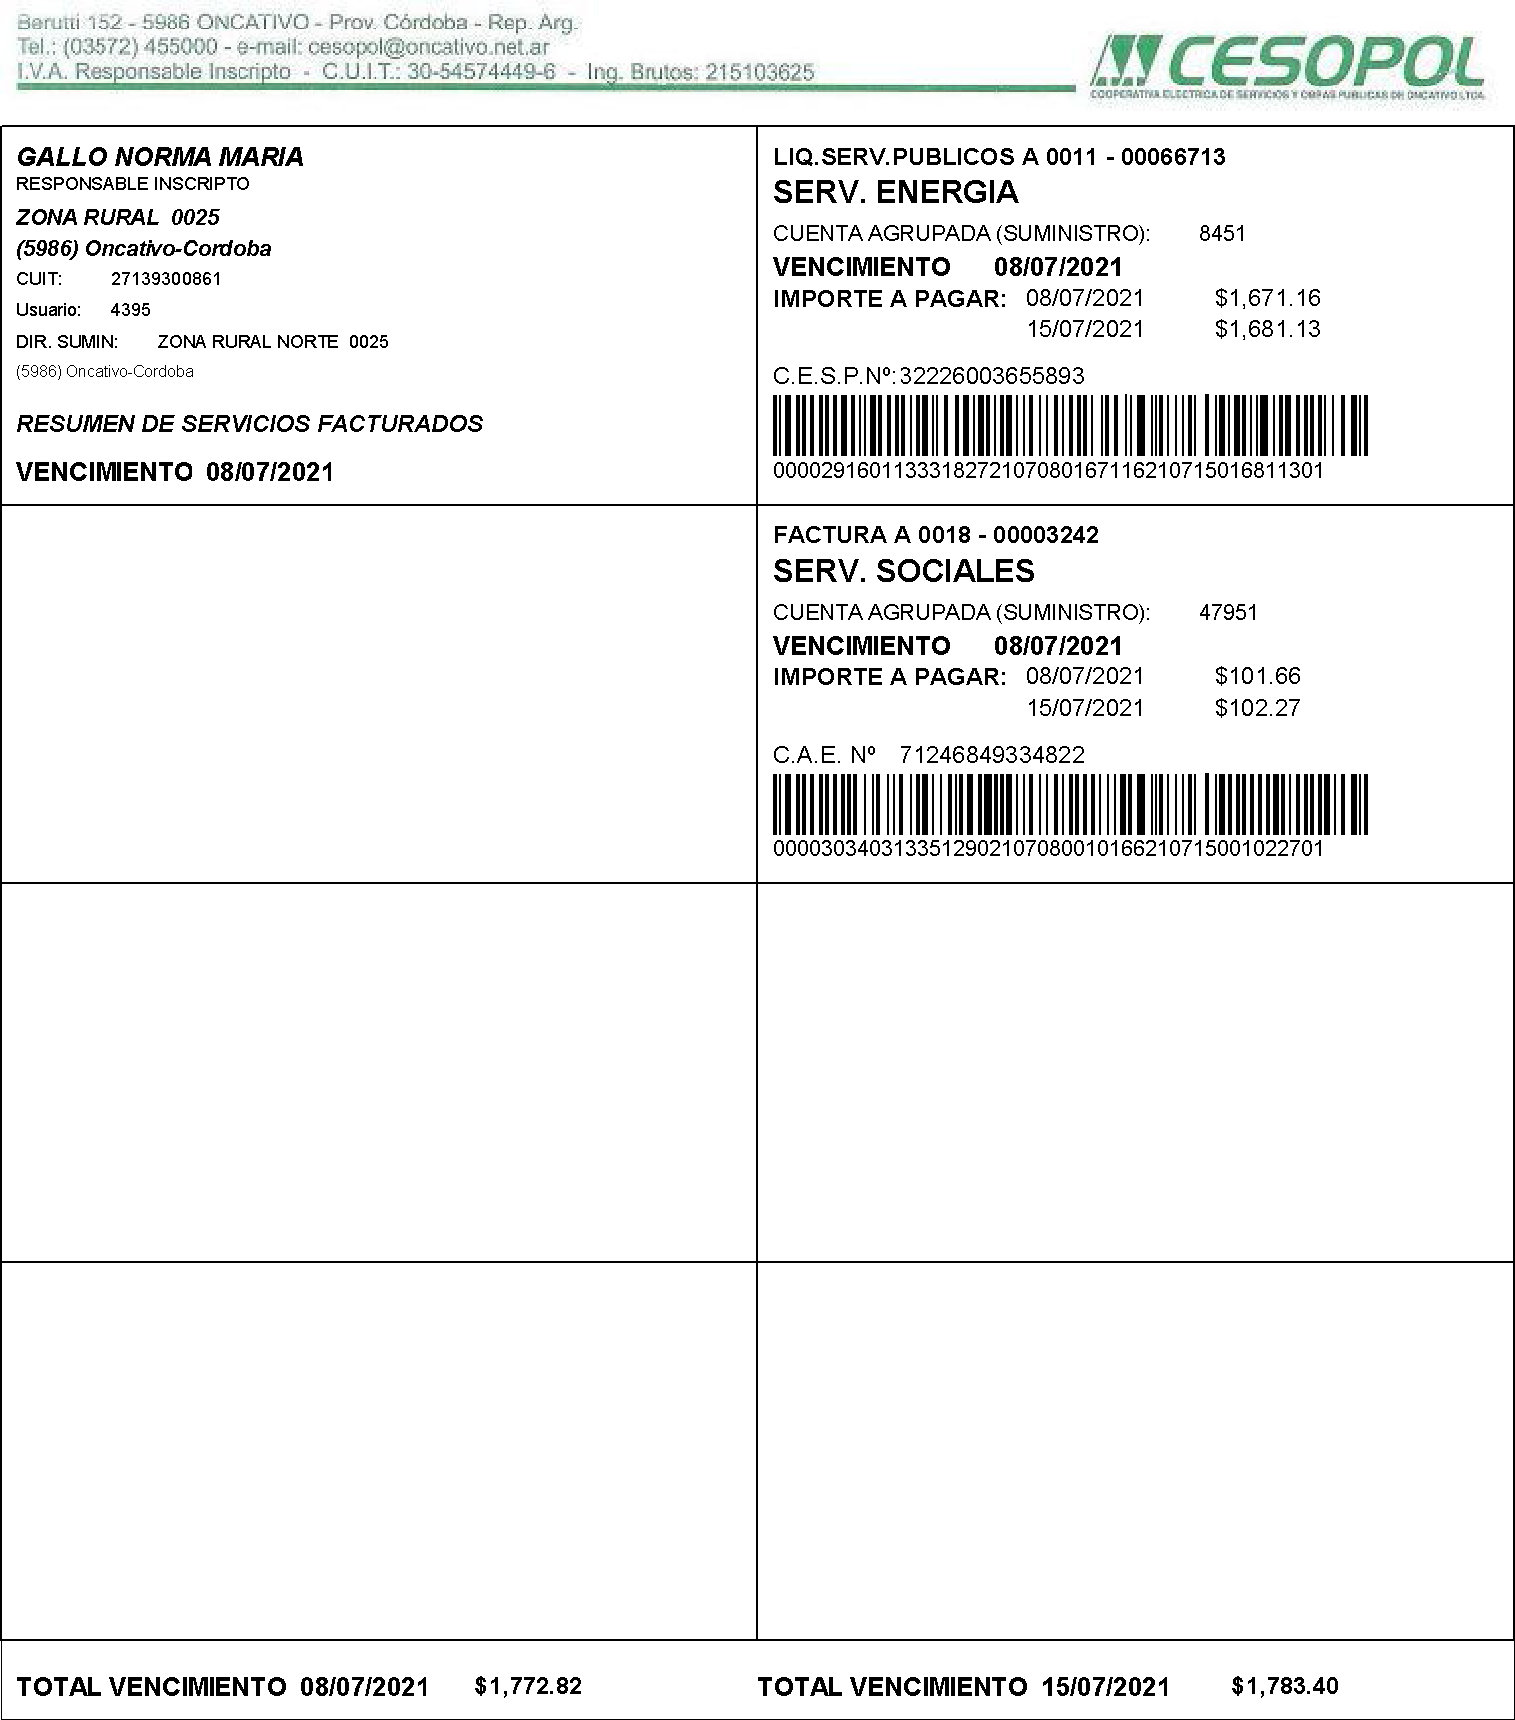 Berutti 152 - 5986 ONCATIVO - Prov. Córdoba - Rep. Arg.
Tel.: (03572) 455000 - e-mail: cesopol@oncativo.net.ar
I.V.A. Responsable Inscripto - C.U.I.T.: 30-54574449-6 - Ing. Brutos: 215103625
CESOPOL
COOPERATIVA ELECTRICA DE SERVICIOS Y OBRAS PUBLICAS DE ONCATIVO LTDA.
GALLO NORMA MARIA
RESPONSABLE INSCRIPTO
ZONA RURAL 0025
(5986) Oncativo-Cordoba
CUIT: 27139300861
Usuario: 4395
DIR. SUMIN: ZONA RURAL NORTE 0025
(5986) Oncativo-Cordoba
RESUMEN DE SERVICIOS FACTURADOS
VENCIMIENTO 08/07/2021
LIQ.SERV.PUBLICOS A 0011 - 00066713
SERV. ENERGIA
CUENTA AGRUPADA (SUMINISTRO): 8451
VENCIMIENTO 08/07/2021
IMPORTE A PAGAR: 08/07/2021 $1,671.16
15/07/2021 $1,681.13
C.E.S.P.Nº: 32226003655893
00002916011333182721070801671162107150168​11301
FACTURA A 0018 - 00003242
SERV. SOCIALES
CUENTA AGRUPADA (SUMINISTRO): 47951
VENCIMIENTO 08/07/2021
IMPORTE A PAGAR: 08/07/2021 $101.66
15/07/2021 $102.27
C.A.E. Nº 71246849334822
0000303403133512902107080010166210715001022701
TOTAL VENCIMIENTO 08/07/2021 $1,772.82
TOTAL VENCIMIENTO 15/07/2021 $1,783.40